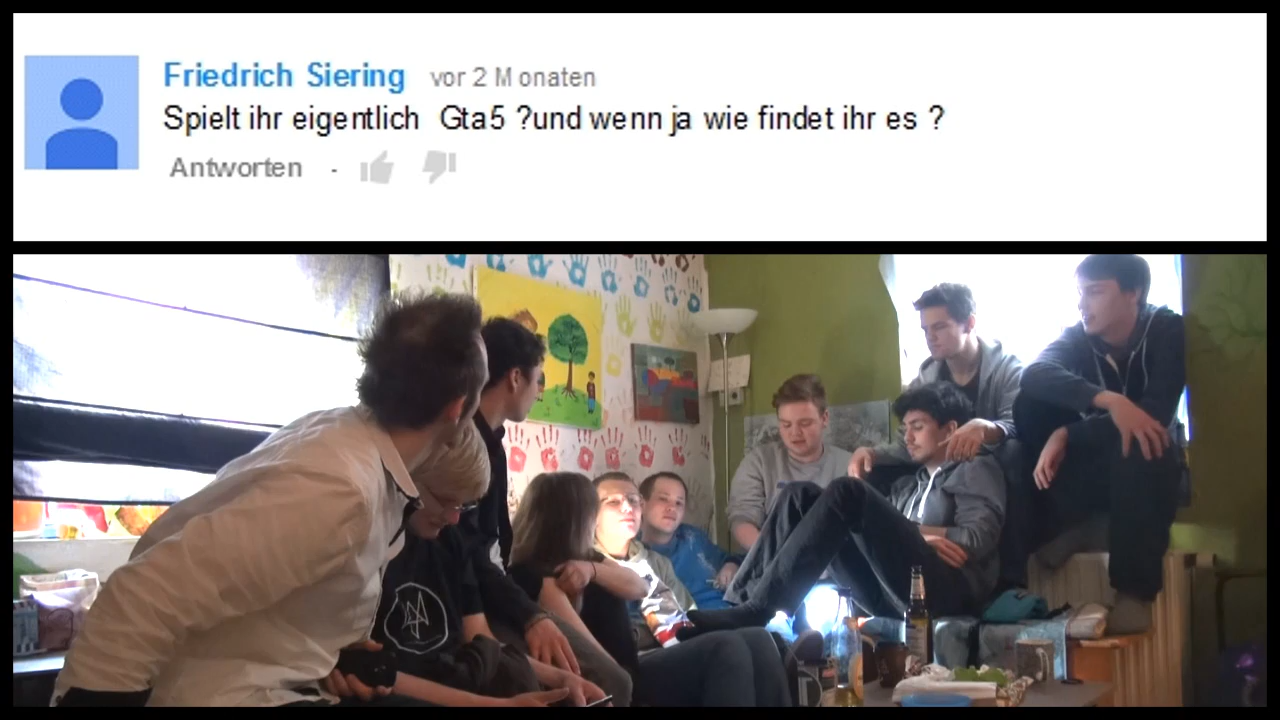 Friedrich Siering vor 2 Monaten
Spielt ihr eigentlich Gta5 ?und wenn ja wie findet ihr es ?
Antworten -